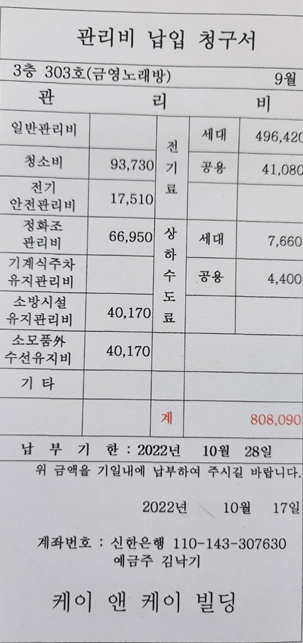 관리비 납입 청구서
3층 303호(금영노래방) 9월
관 리 비
일반관리비 전기료 세대 496,420
청소비 93,730 공용 41,080
전기
안전관리비 17,510
정화조
관리비 66,950 상하수도료 세대 7,660
기계식주차
유지관리비 공용 4,400
소방시설
유지관리비 40,170
소모품外
수선유지비 40,170
기 타
계 808,090
납 부 기 한 : 2022년 10월 28일
위 금액을 기일내에 납부하여 주시길 바랍니다.
2022년 10월 17일
계좌번호 : 신한은행 110-143-307630
예금주 김낙기
케이 앤 케이 빌딩